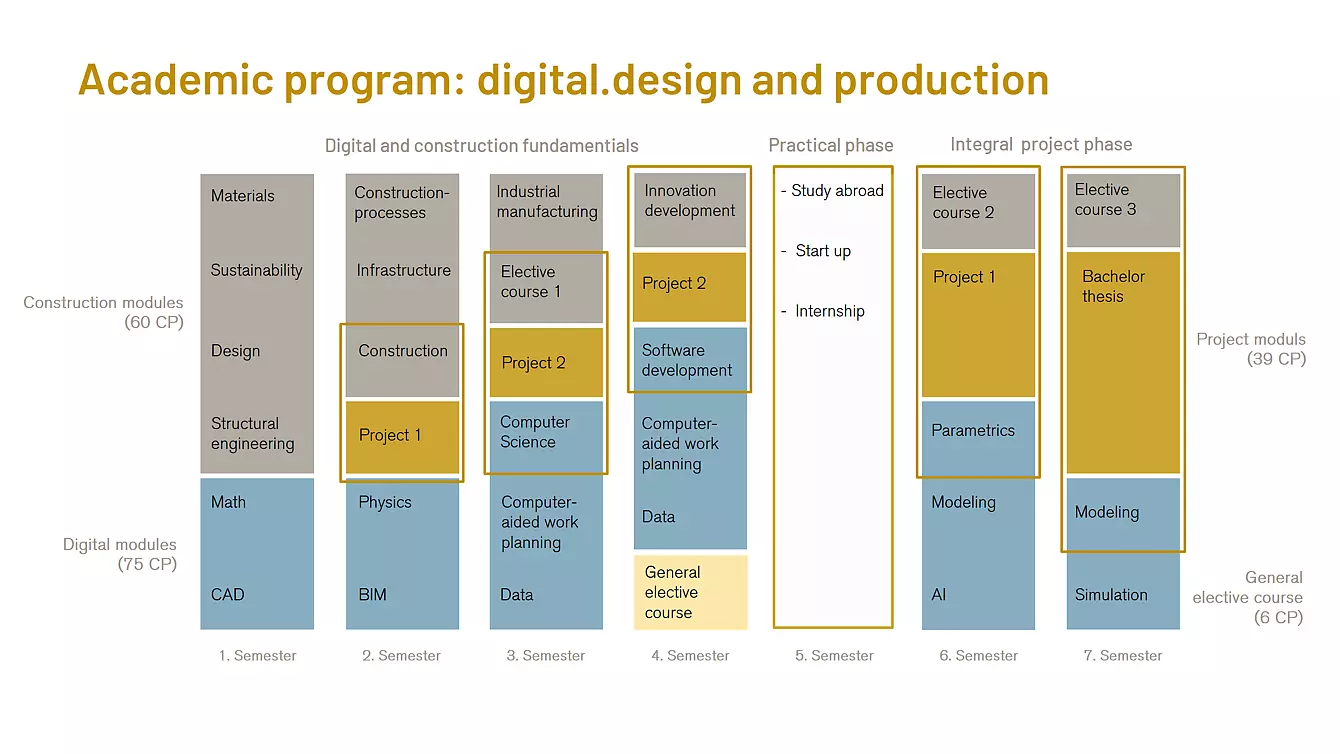 Academic program: digital.design and production
Digital and construction fundamentals
Practical phase
Integral project phase
Construction modules
(60 CP)
Digital modules
(75 CP)
Materials
Sustainability
Design
Structural
engineering
Math
CAD
1. Semester
Construction-
processes
Infrastructure
Construction
Project 1
Physics
BIM
2. Semester
Industrial
manufacturing
Elective
course 1
Project 2
Computer
Science
Computer-
aided work
planning
Data
3. Semester
Innovation
development
Project 2
Software
development
Computer-
aided work
planning
Data
General
elective
course
4. Semester
- Study abroad
- Start up
- Internship
5. Semester
Elective
course 2
Project 1
Parametrics
Modeling
AI
6. Semester
Elective
course 3
Bachelor
thesis
Modeling
Simulation
7. Semester
Project moduls
(39 CP)
General
elective course
(6 CP)